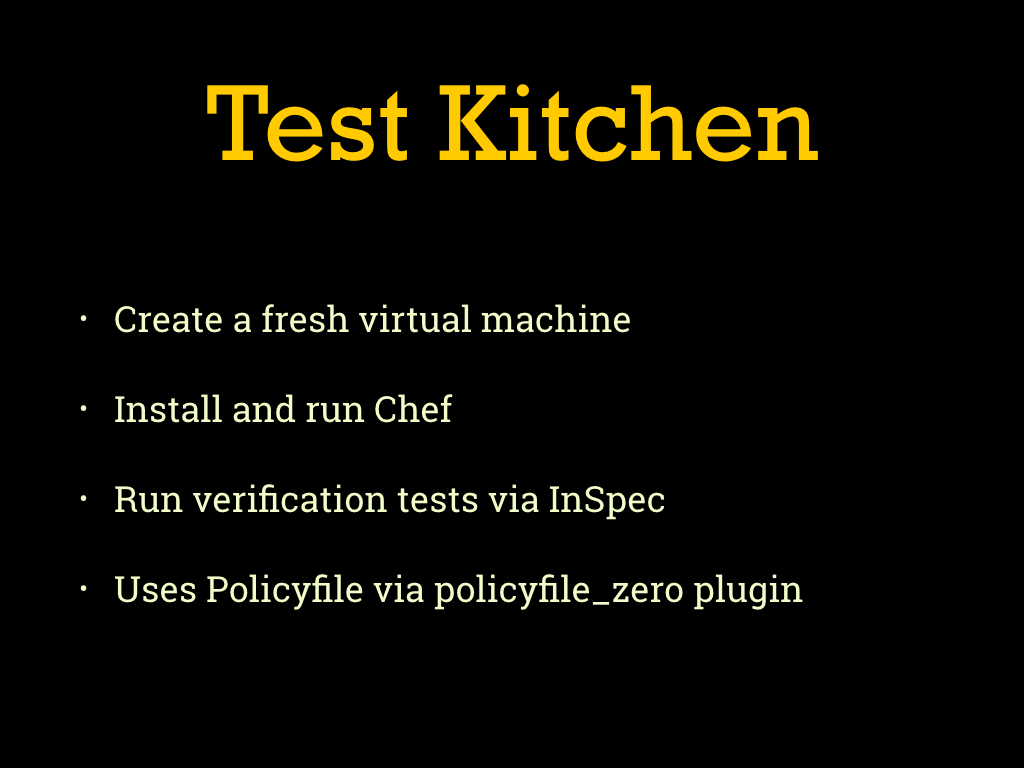 Test Kitchen
• Create a fresh virtual machine
• Install and run Chef
• Run verification tests via InSpec
• Uses Policyfile via policyfile_zero plugin